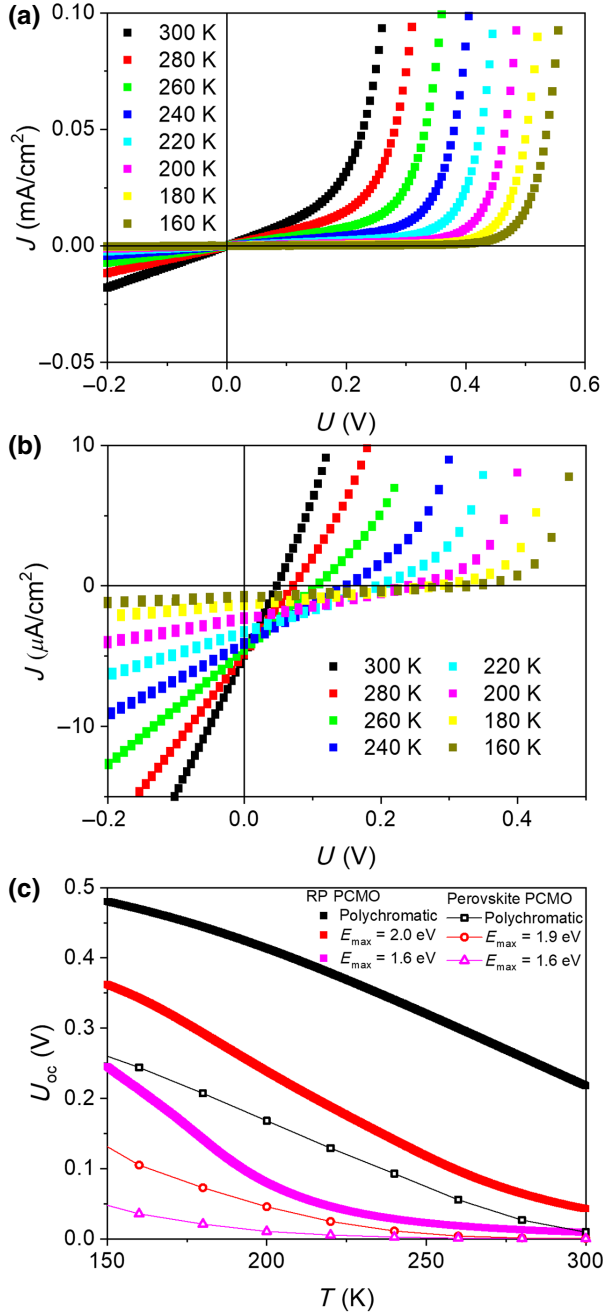 (a)
0.10
0.05
0.00
−0.05
J (mA/cm²)
300 K
280 K
260 K
240 K
220 K
200 K
180 K
160 K
−0.2
0.0
0.2
0.4
0.6
U (V)
(b)
10
0
−10
J (μA/cm²)
300 K
280 K
260 K
240 K
220 K
200 K
180 K
160 K
−0.2
0.0
0.2
0.4
U (V)
(c)
0.5
0.4
0.3
0.2
0.1
0.0
Uoc (V)
RP PCMO
Polychromatic
Emax = 2.0 eV
Emax = 1.6 eV
Perovskite PCMO
Polychromatic
Emax = 1.9 eV
Emax = 1.6 eV
150
200
250
300
T (K)